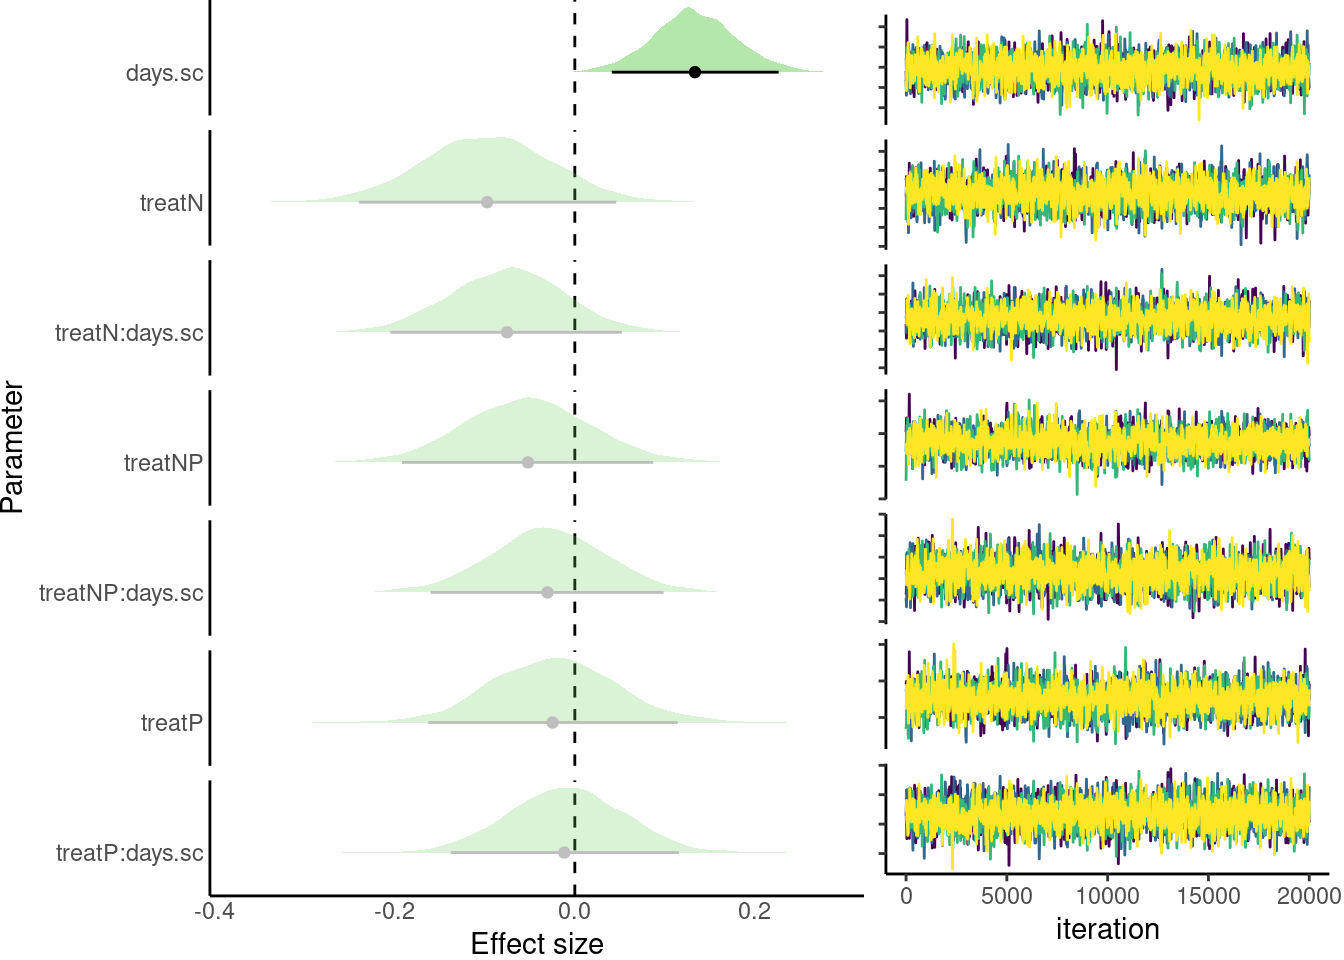 Parameter
days.sc
treatN
treatN:days.sc
treatNP
treatNP:days.sc
treatP
treatP:days.sc
-0.4 -0.2 0.0 0.2
Effect size
0 5000 10000 15000 20000
iteration